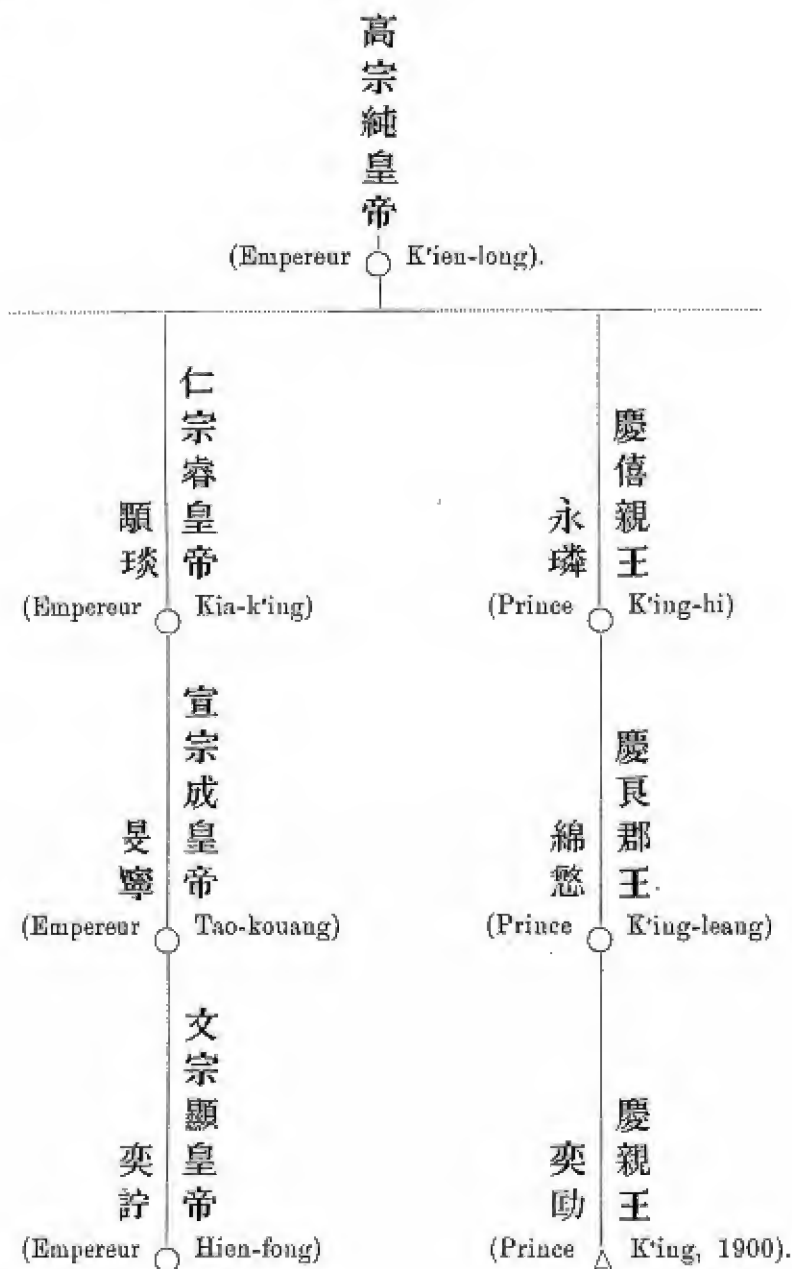 高宗純皇帝
(Empereur K'ien-long).
仁宗睿皇帝
顒琰
(Empereur Kia-k'ing)
慶僖親王
永璘
(Prince K'ing-hi)
宣宗成皇帝
旻寧
(Empereur Tao-kouang)
慶良郡王
綿慜
(Prince K'ing-leang)
文宗顯皇帝
奕詝
(Empereur Hien-fong)
慶親王
奕劻
(Prince K'ing, 1900).